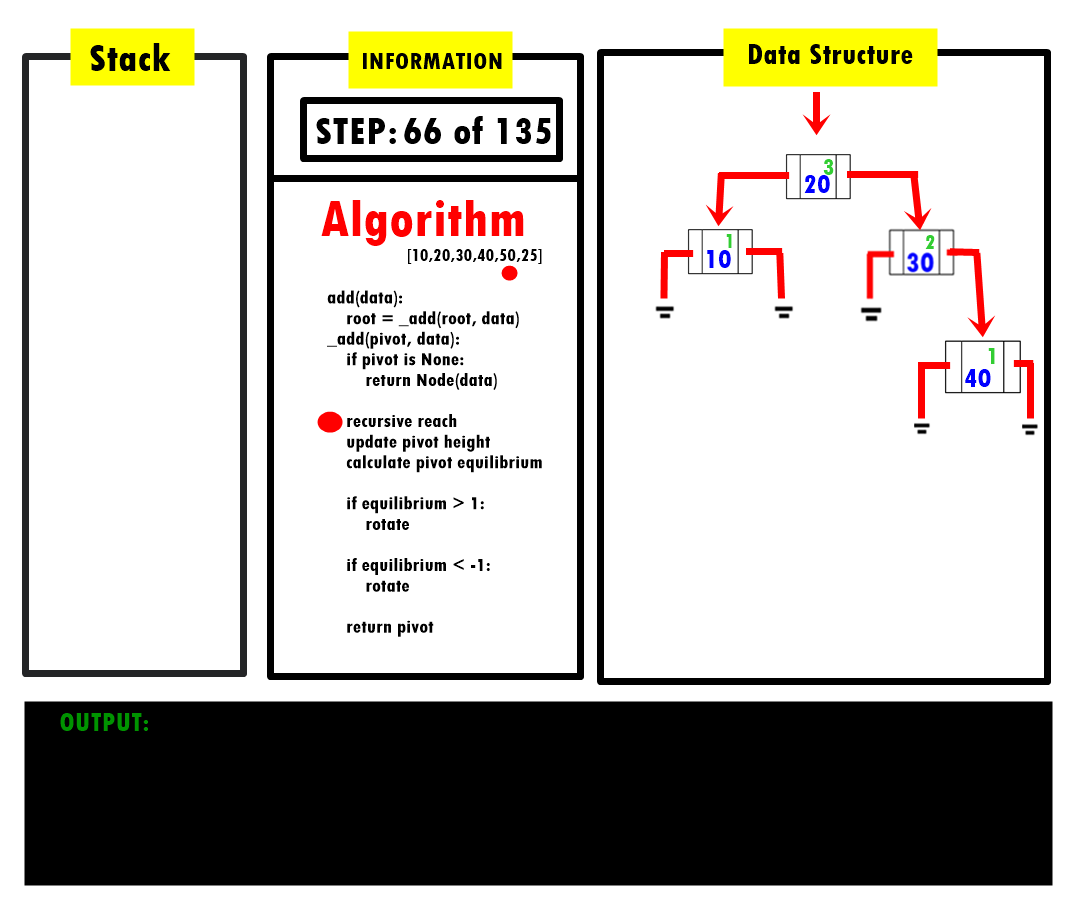 Stack
INFORMATION
STEP: 66 of 135
Algorithm
[10,20,30,40,50,25]
add(data):
root = _add(root, data)
_add(pivot, data):
if pivot is None:
return Node(data)
recursive reach
update pivot height
calculate pivot equilibrium
if equilibrium > 1:
rotate
if equilibrium < -1:
rotate
return pivot
Data Structure
3
20
1
10
2
30
1
40
OUTPUT: